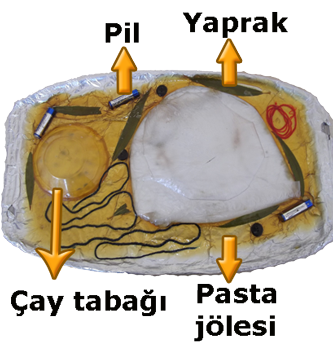 Pil
Yaprak
Çay tabağı
Pasta
jölesi